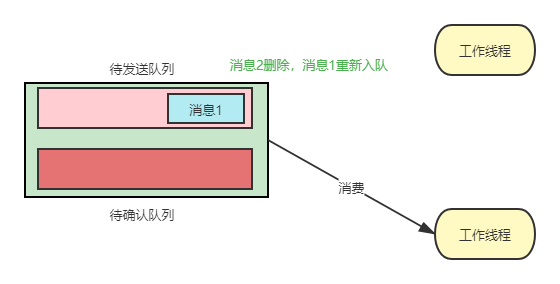 工作线程
待发送队列
消息2删除，消息1重新入队
消息1
消费
待确认队列
工作线程